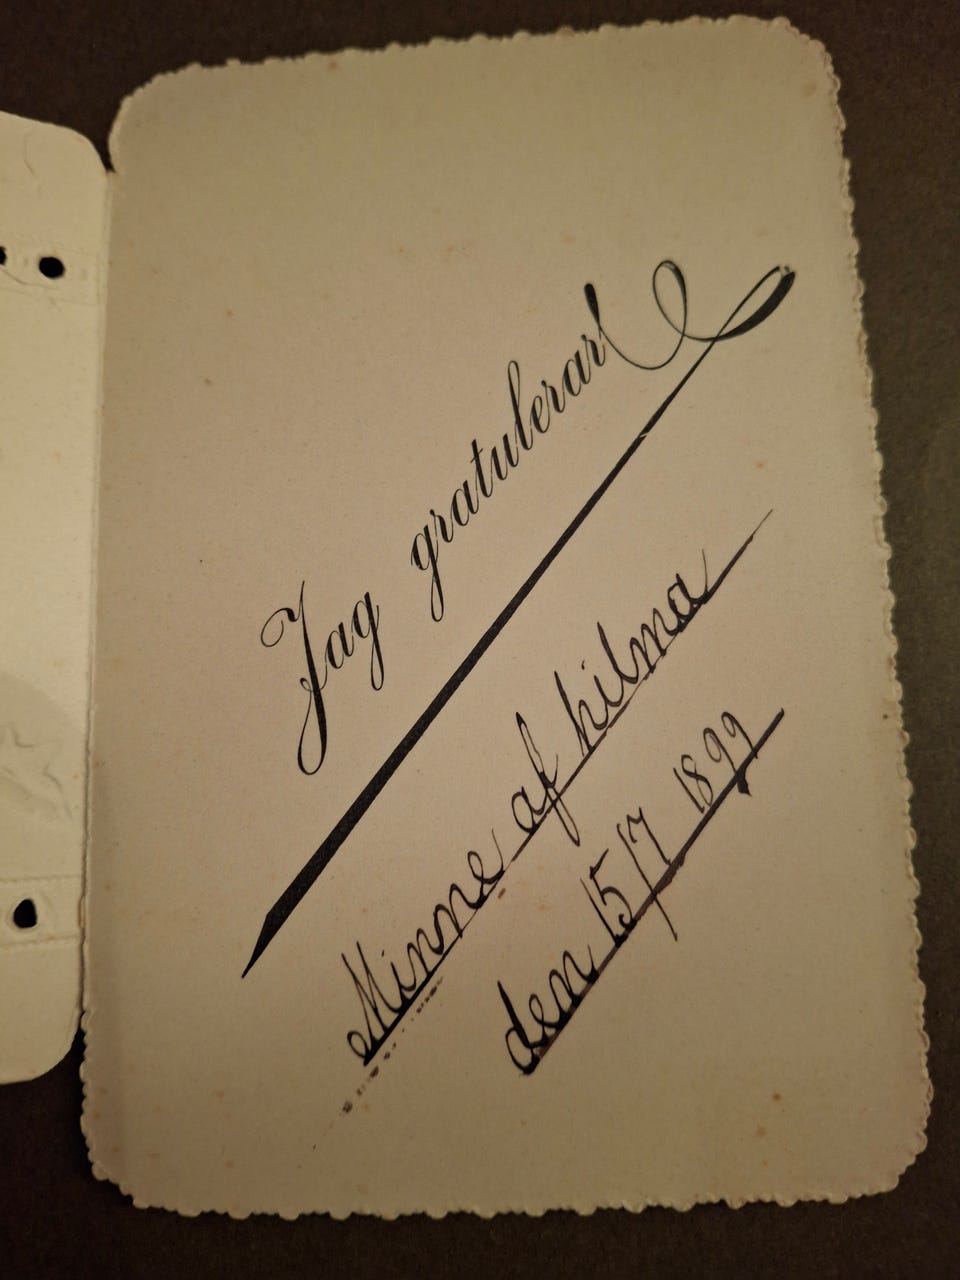 Jag gratulerar!
Minne af hilma
den 15/7 1899